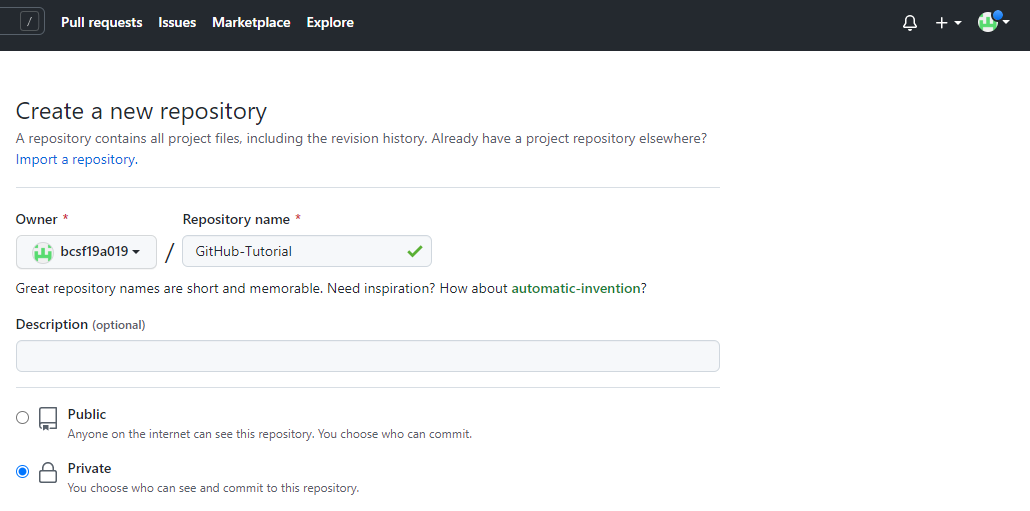 / Pull requests Issues Marketplace Explore
Create a new repository
A repository contains all project files, including the revision history. Already have a project repository elsewhere?
Import a repository.
Owner * Repository name *
bcsf19a019 / GitHub-Tutorial
Great repository names are short and memorable. Need inspiration? How about automatic-invention?
Description (optional)
Public
Anyone on the internet can see this repository. You choose who can commit.
Private
You choose who can see and commit to this repository.